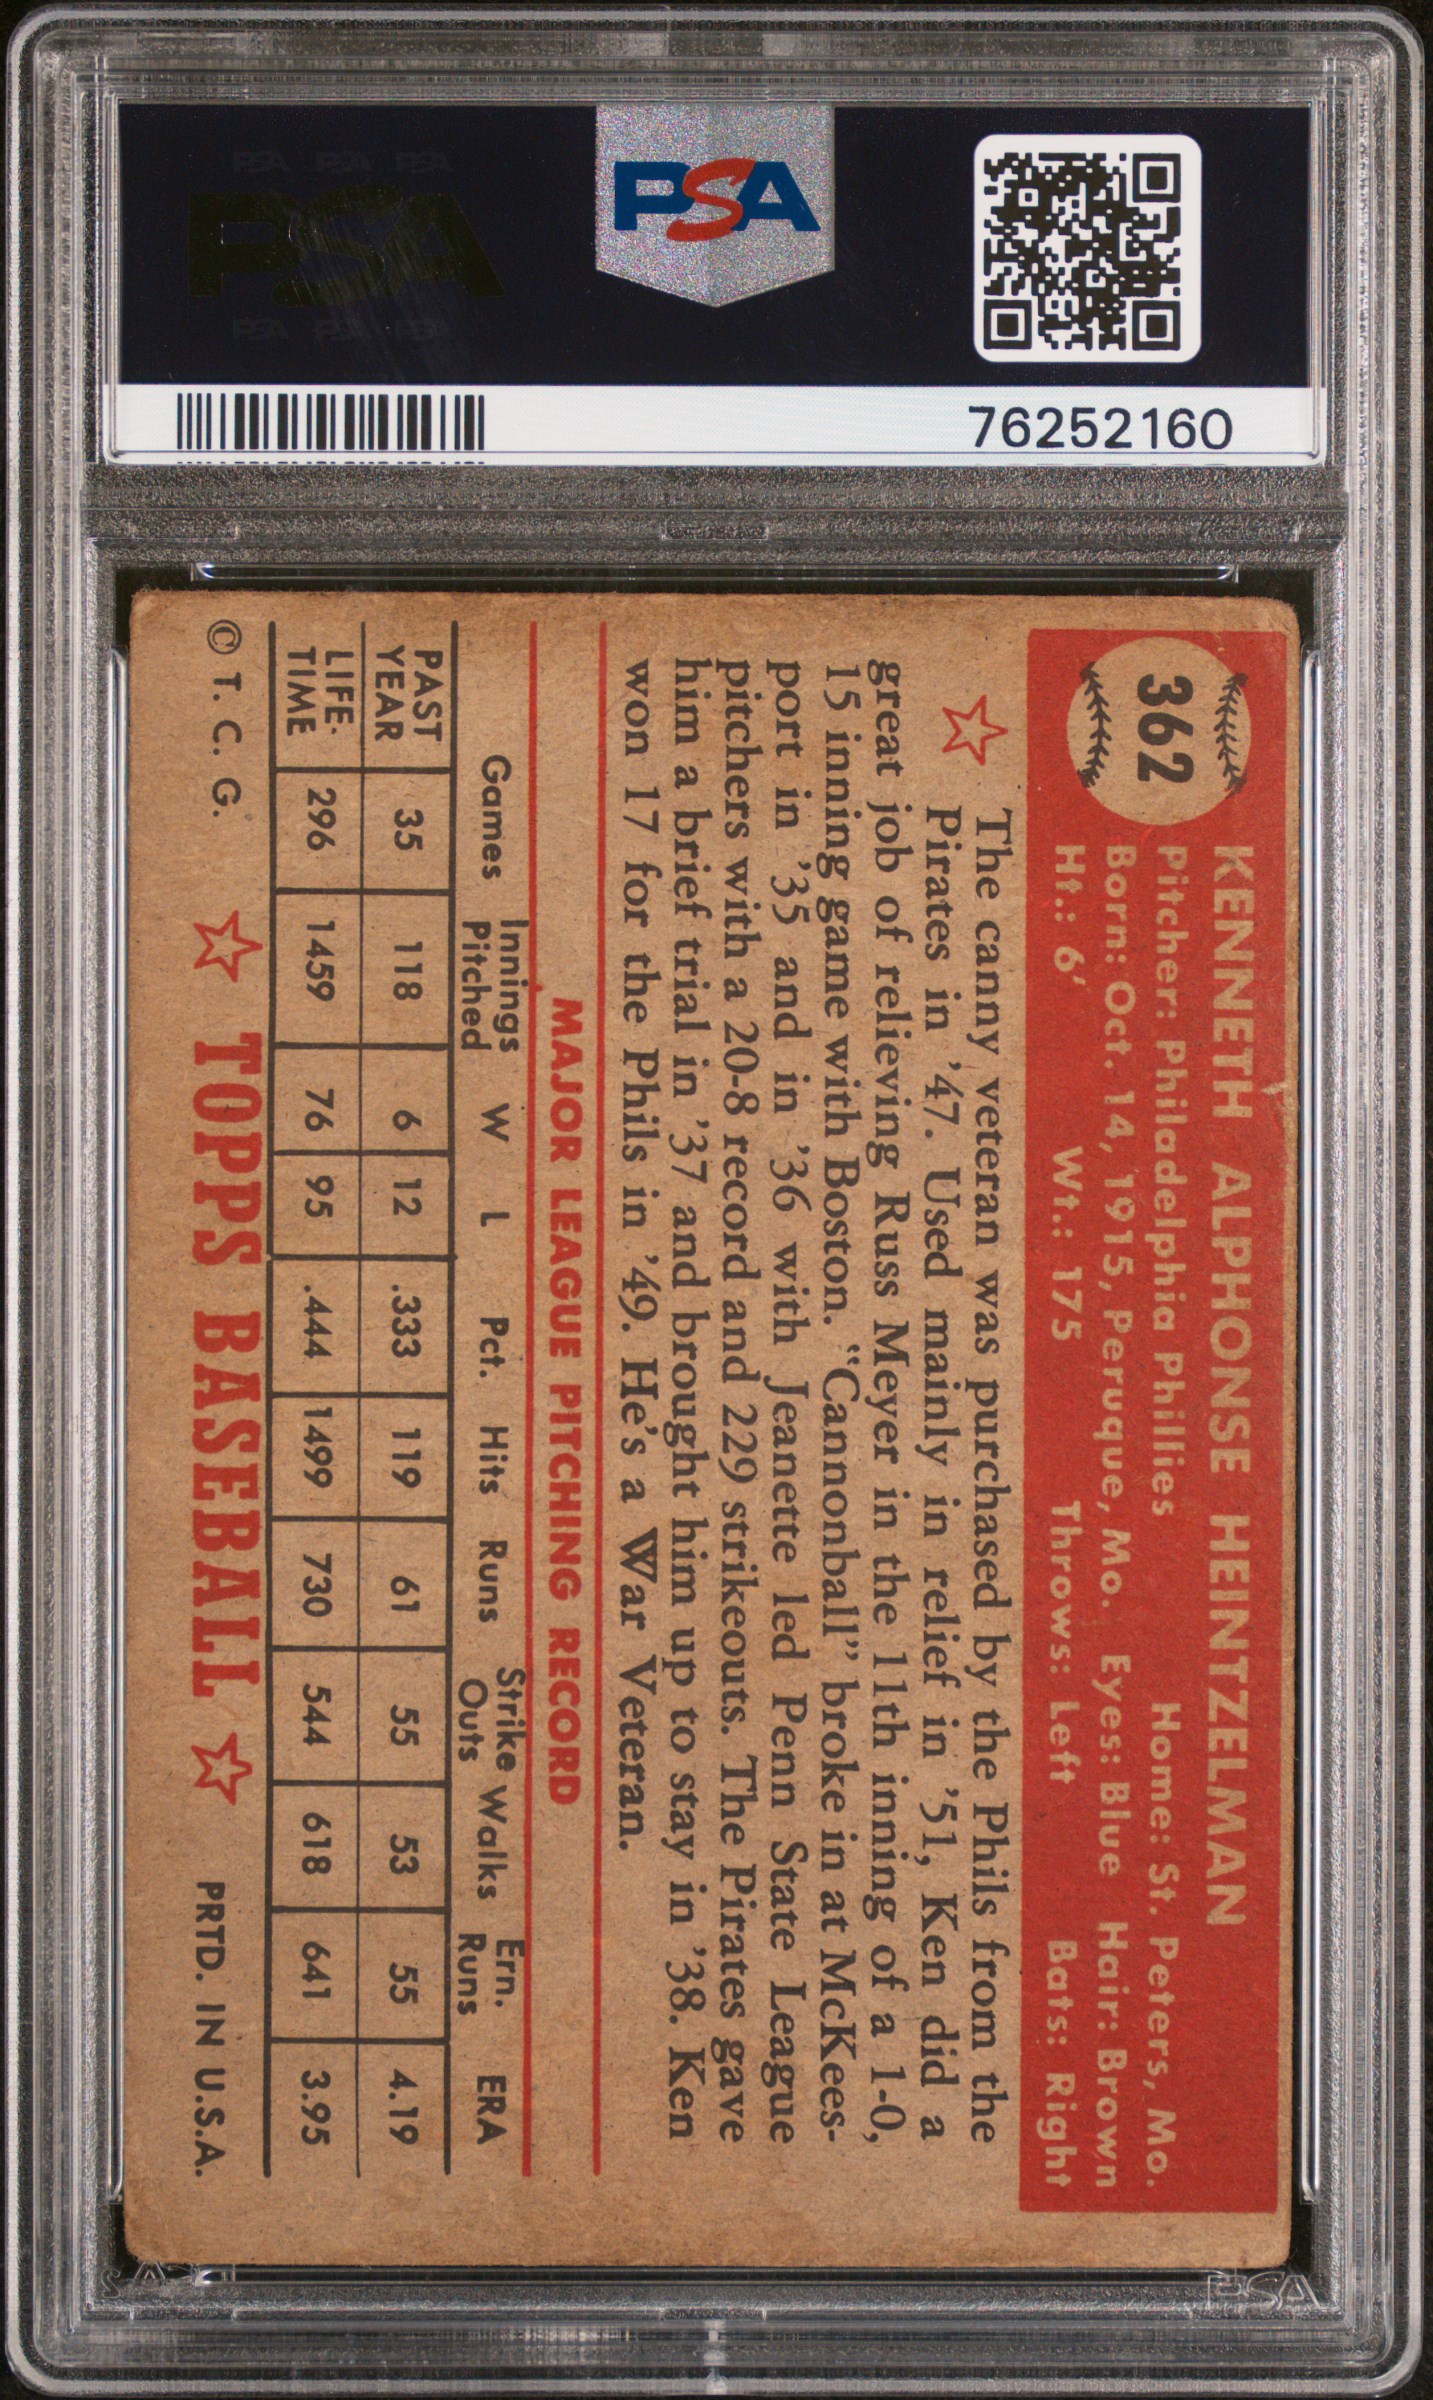 PSA
PSA PSA PSA
PSA
PSA PSA PSA
76252160
362
KENNETH ALPHONSE HEINTZELMAN
Pitcher: Philadelphia Phillies Home: St. Peters, Mo.
Born: Oct. 14, 1915, Peruque, Mo. Eyes: Blue Hair: Brown
Ht.: 6' Wt.: 175 Throws: Left Bats: Right
The canny veteran was purchased by the Phils from the
Pirates in '47. Used mainly in relief in '51, Ken did a
great job of relieving Russ Meyer in the 11th inning of a 1-0,
15 inning game with Boston. "Cannonball" broke in at McKees-
port in '35 and in '36 with Jeanette led Penn State League
pitchers with a 20-8 record and 229 strikeouts. The Pirates gave
him a brief trial in '37 and brought him up to stay in '38. Ken
won 17 for the Phils in '49. He's a War Veteran.
MAJOR LEAGUE PITCHING RECORD
Games Innings Pitched W L Pct. Hits Runs Strike Outs Walks Ern. Runs ERA
PAST YEAR 35 118 6 12 .333 119 61 55 53 55 4.19
LIFE-TIME 296 1459 76 95 .444 1499 730 544 618 641 3.95
© T. C. G. TOPPS BASEBALL PRTD. IN U.S.A.
PSA